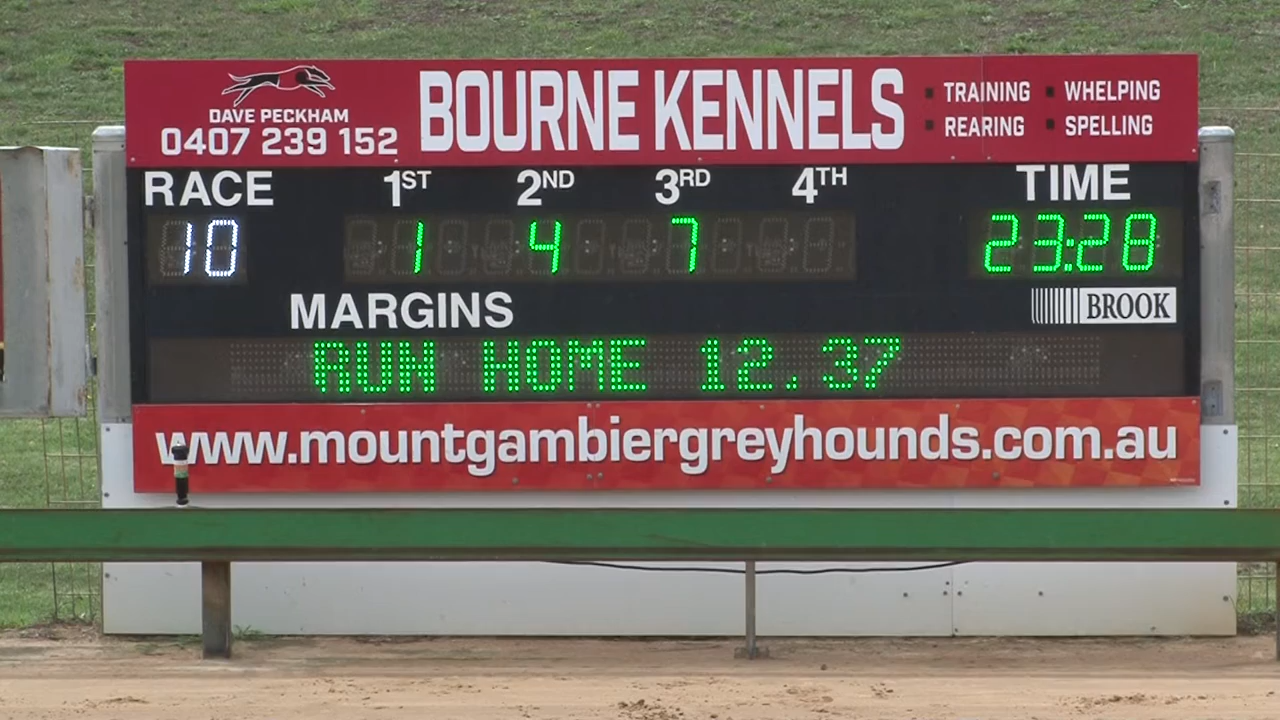 DAVE PECKHAM
0407 239 152
BOURNE KENNELS
TRAINING WHELPING
REARING SPELLING
RACE 1ST 2ND 3RD 4TH TIME
10 1 4 7 23:28
MARGINS
BROOK
RUN HOME 12.37
www.mountgambiergreyhounds.com.au